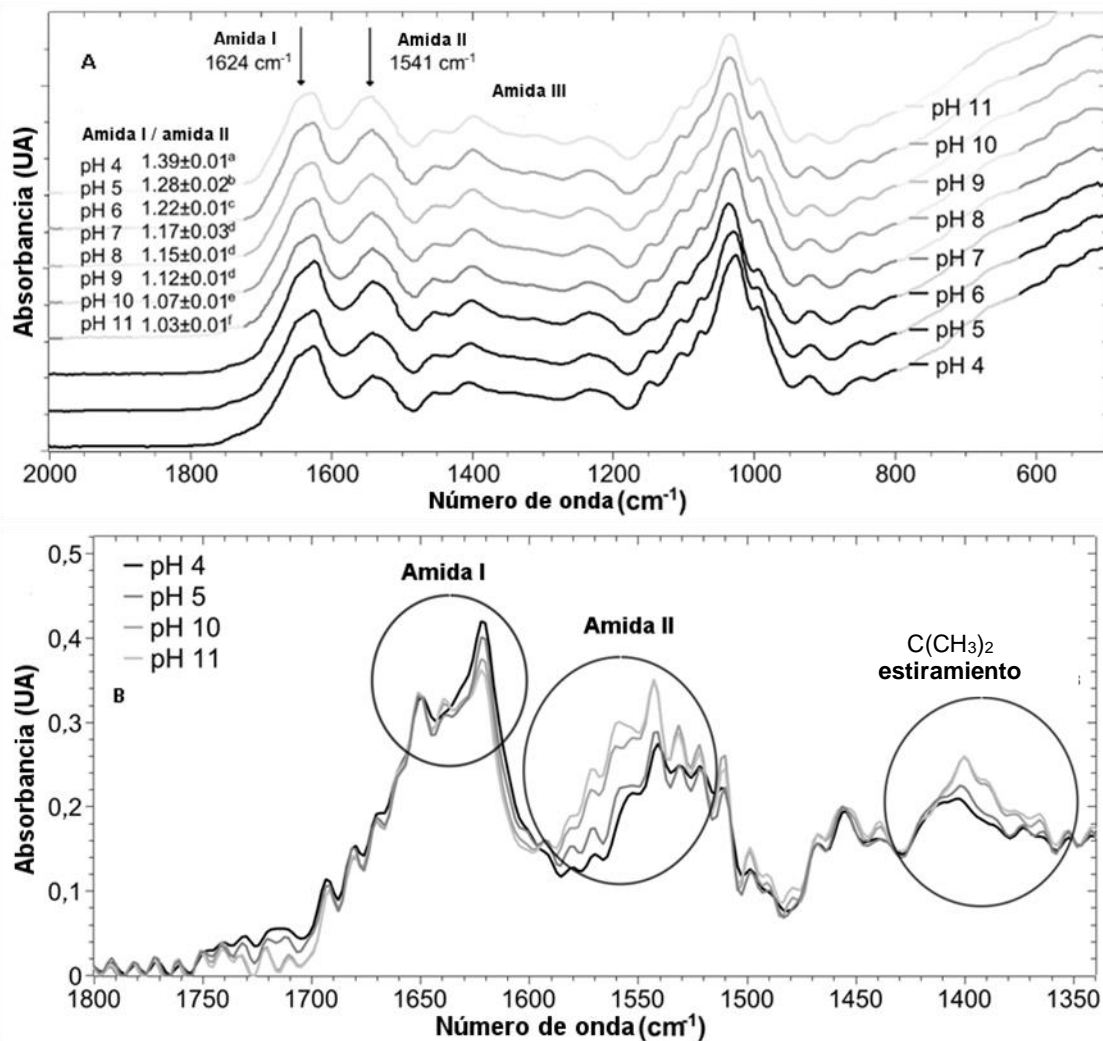 Amida I
1624 cm⁻¹
Amida II
1541 cm⁻¹
A
Amida III
Amida I / amida II
pH 4 1.39±0.01ᵃ
pH 5 1.28±0.02ᵇ
pH 6 1.22±0.01ᶜ
pH 7 1.17±0.03ᵈ
pH 8 1.15±0.01ᵈ
pH 9 1.12±0.01ᵈ
pH 10 1.07±0.01ᵉ
pH 11 1.03±0.01ᶠ
pH 11
pH 10
pH 9
pH 8
pH 7
pH 6
pH 5
pH 4
Absorbancia (UA)
2000 1800 1600 1400 1200 1000 800 600
Número de onda (cm⁻¹)
0,5
0,4
0,3
0,2
0,1
0
pH 4
pH 5
pH 10
pH 11
B
Amida I
Amida II
C(CH₃)₂
estiramiento
Absorbancia (UA)
1800 1750 1700 1650 1600 1550 1500 1450 1400 1350
Número de onda (cm⁻¹)